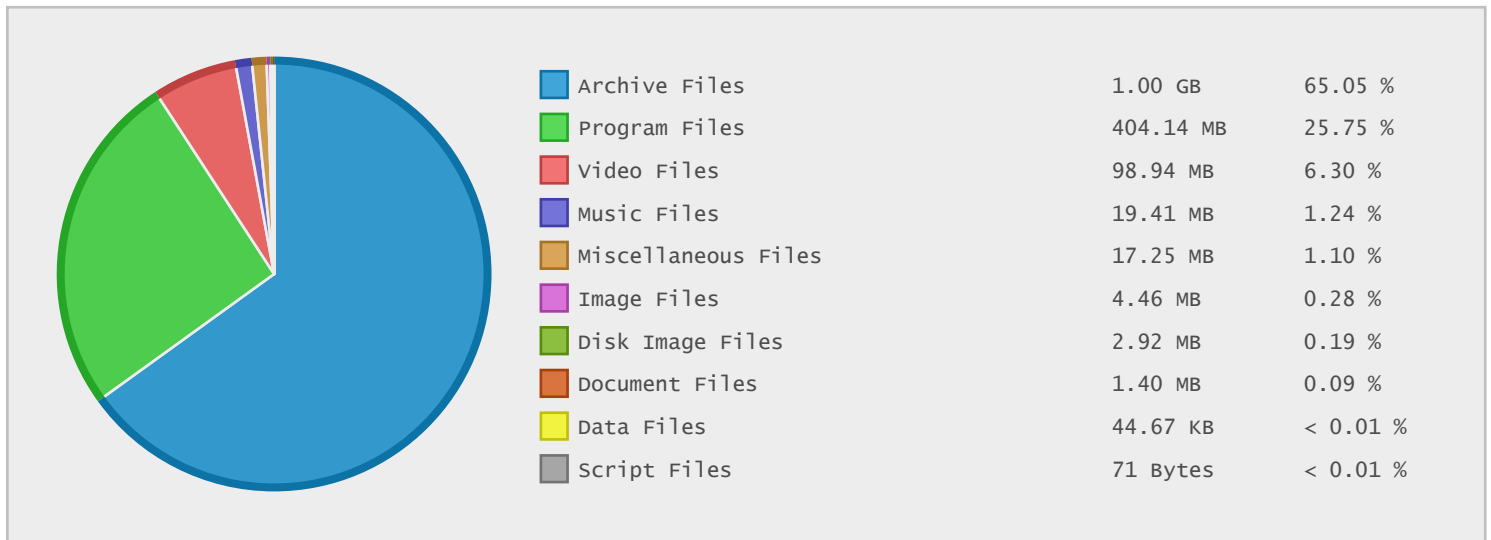 Archive Files 1.00 GB 65.05 %
Program Files 404.14 MB 25.75 %
Video Files 98.94 MB 6.30 %
Music Files 19.41 MB 1.24 %
Miscellaneous Files 17.25 MB 1.10 %
Image Files 4.46 MB 0.28 %
Disk Image Files 2.92 MB 0.19 %
Document Files 1.40 MB 0.09 %
Data Files 44.67 KB < 0.01 %
Script Files 71 Bytes < 0.01 %